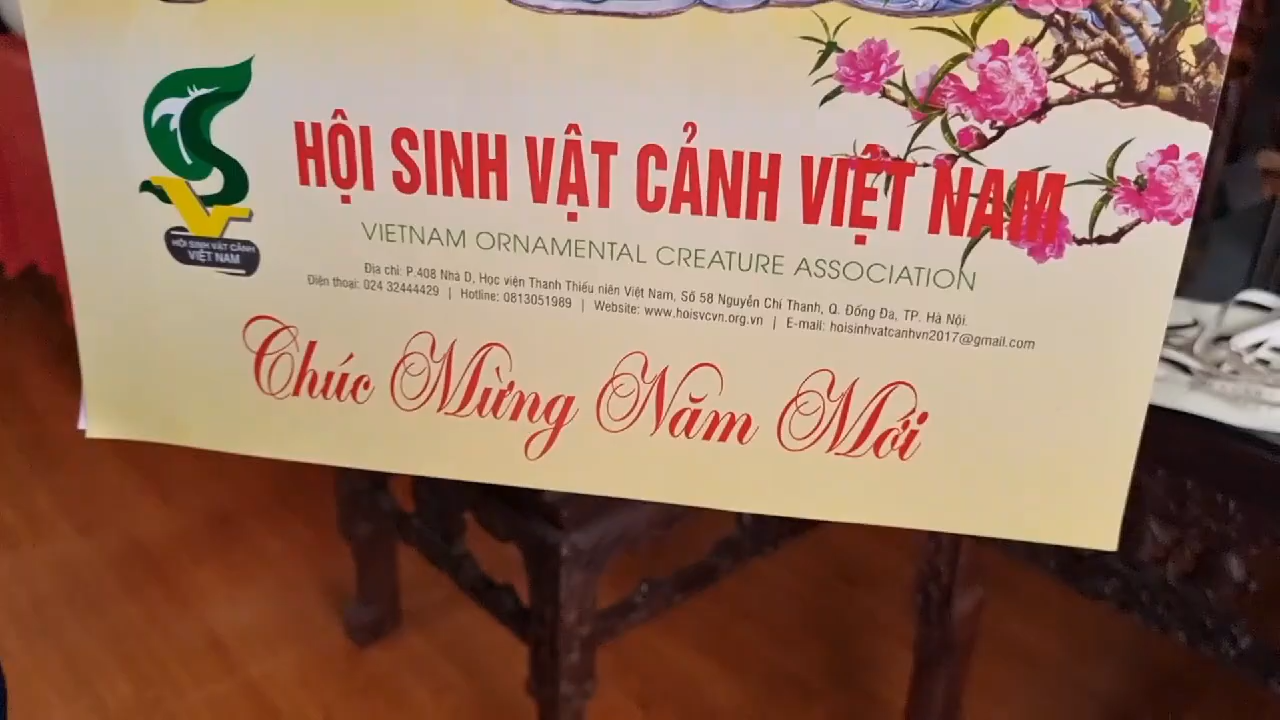 HỘI SINH VẬT CẢNH VIỆT NAM
VIETNAM ORNAMENTAL CREATURE ASSOCIATION
Địa chỉ: P.408 Nhà D, Học viện Thanh Thiếu niên Việt Nam, Số 58 Nguyễn Chí Thanh, Q. Đống Đa, TP. Hà Nội.
Điện thoại: 024 32444429 | Hotline: 0813051989 | Website: www.hoisvcvn.org.vn | E-mail: hoisinhvatcanhvn2017@gmail.com
HỘI SINH VẬT CẢNH
VIỆT NAM
Chúc Mừng Năm Mới